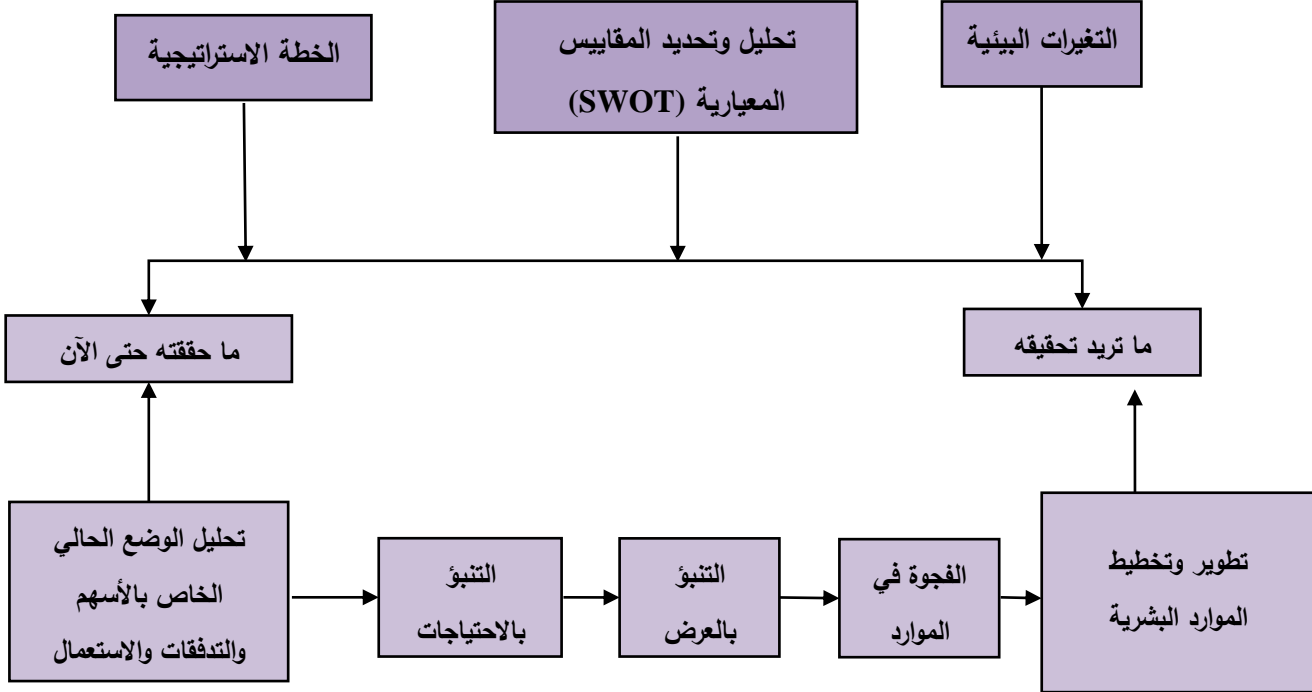 التغيرات البيئية
تحليل وتحديد المقاييس
المعيارية (SWOT)
الخطة الاستراتيجية
ما تريد تحقيقه
ما حققته حتى الآن
تحليل الوضع الحالي
الخاص بالأسهم
والتدفقات والاستعمال
التنبؤ
بالاحتياجات
التنبؤ
بالعرض
الفجوة في
الموارد
تطوير وتخطيط
الموارد البشرية